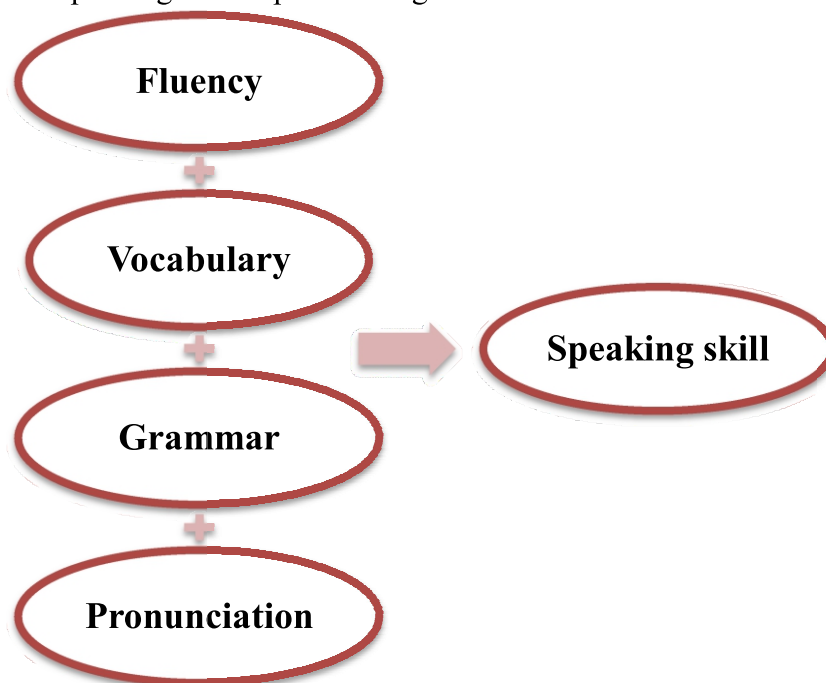 Fluency
+
Vocabulary
+
Grammar
+
Pronunciation
Speaking skill